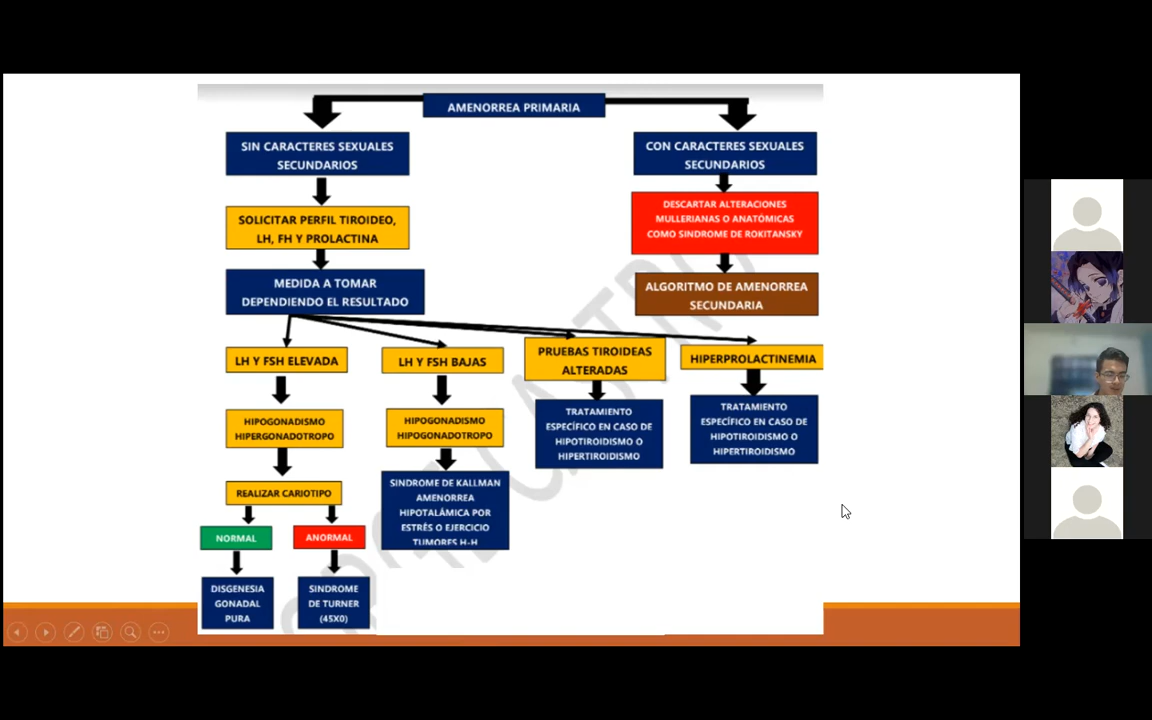 AMENORREA PRIMARIA
SIN CARACTERES SEXUALES
SECUNDARIOS
SOLICITAR PERFIL TIROIDEO,
LH, FH Y PROLACTINA
MEDIDA A TOMAR
DEPENDIENDO EL RESULTADO
CON CARACTERES SEXUALES
SECUNDARIOS
DESCARTAR ALTERACIONES
MULLERIANAS O ANATÓMICAS
COMO SINDROME DE ROKITANSKY
ALGORITMO DE AMENORREA
SECUNDARIA
LH Y FSH ELEVADA
HIPOGONADISMO
HIPERGONADOTROPO
REALIZAR CARIOTIPO
NORMAL
DISGENESIA
GONADAL
PURA
ANORMAL
SINDROME
DE TURNER
(45X0)
LH Y FSH BAJAS
HIPOGONADISMO
HIPOGONADOTROPO
SINDROME DE KALLMAN
AMENORREA
HIPOTALÁMICA POR
ESTRÉS O EJERCICIO
TUMORES H-H
PRUEBAS TIROIDEAS
ALTERADAS
TRATAMIENTO
ESPECÍFICO EN CASO DE
HIPOTIROIDISMO O
HIPERTIROIDISMO
HIPERPROLACTINEMIA
TRATAMIENTO
ESPECÍFICO EN CASO DE
HIPOTIROIDISMO O
HIPERTIROIDISMO